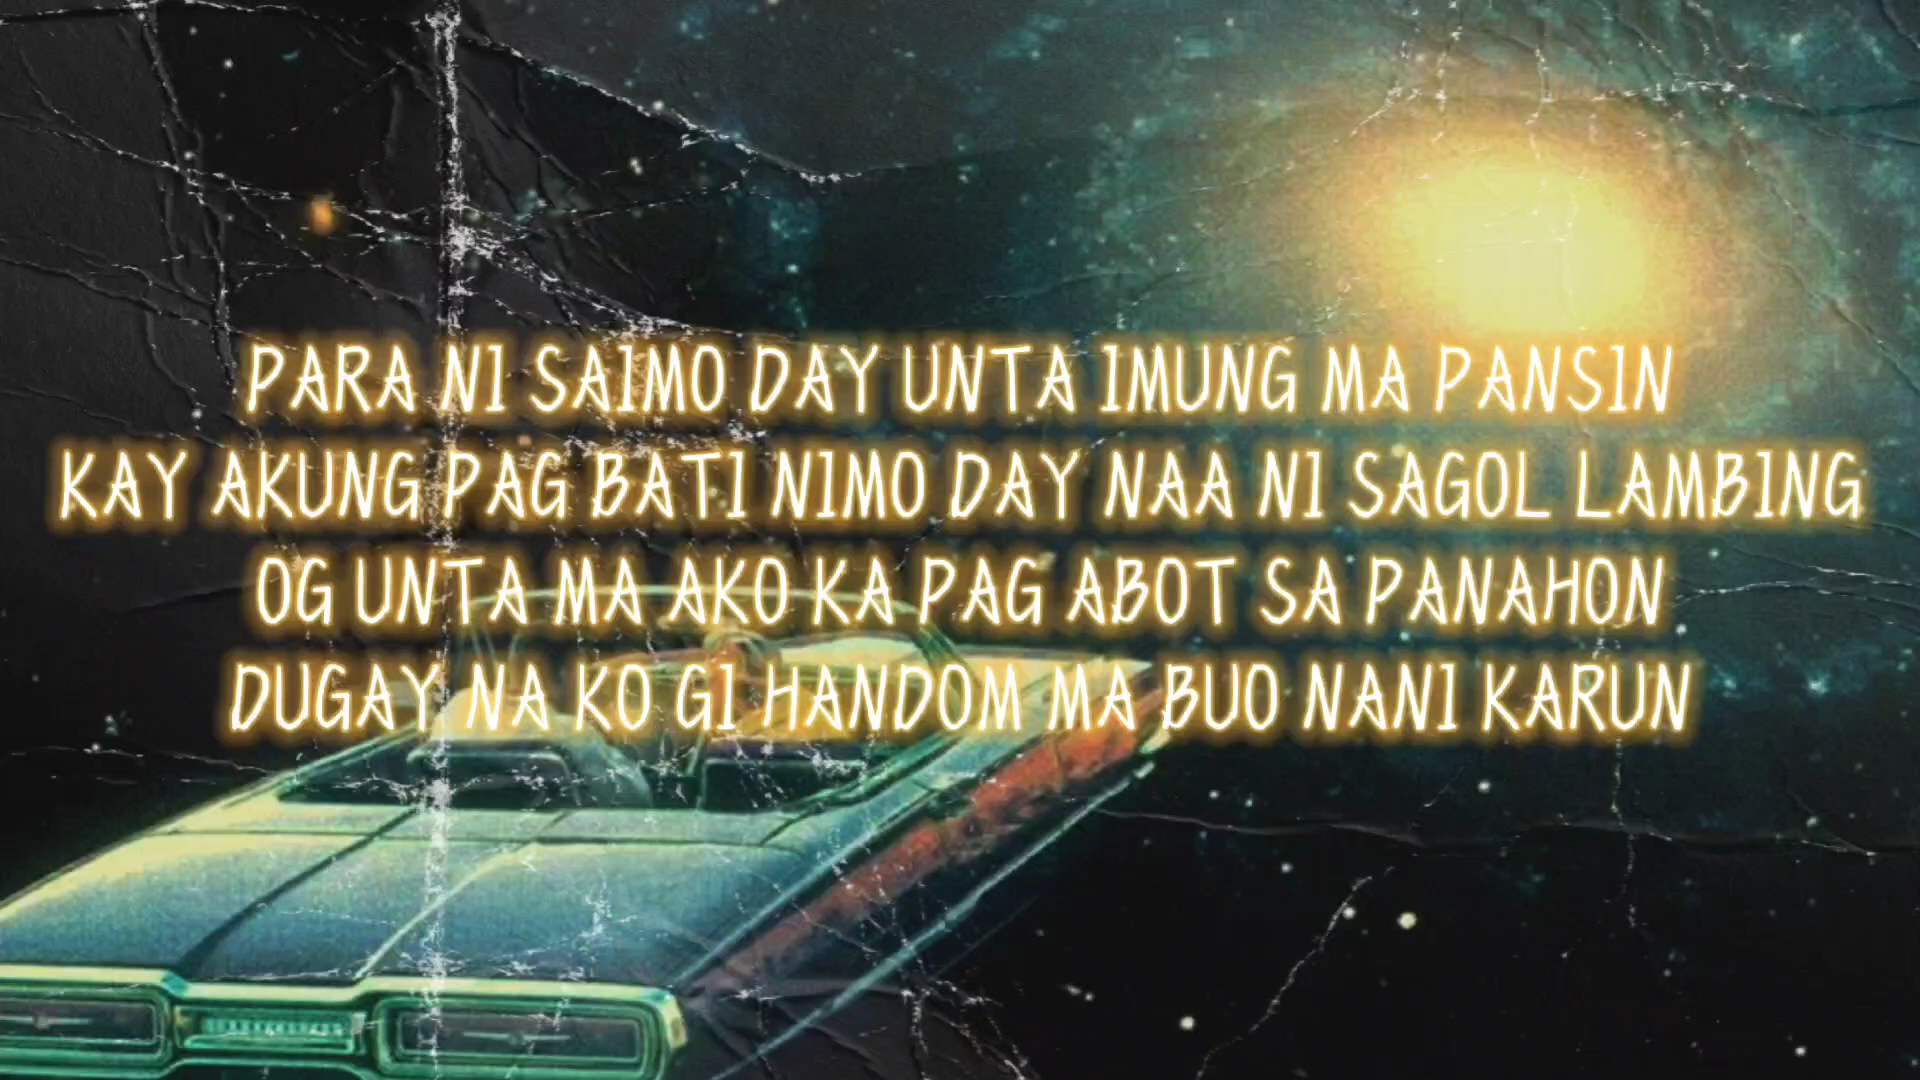 PARA NI SAIMO DAY UNTA IMUNG MA PANSIN
KAY AKUNG PAG BATI NIMO DAY NAA NI SAGOL LAMBING
OG UNTA MA AKO KA PAG ABOT SA PANAHON
DUGAY NA KO GI HANDOM MA BUO NANI KARUN